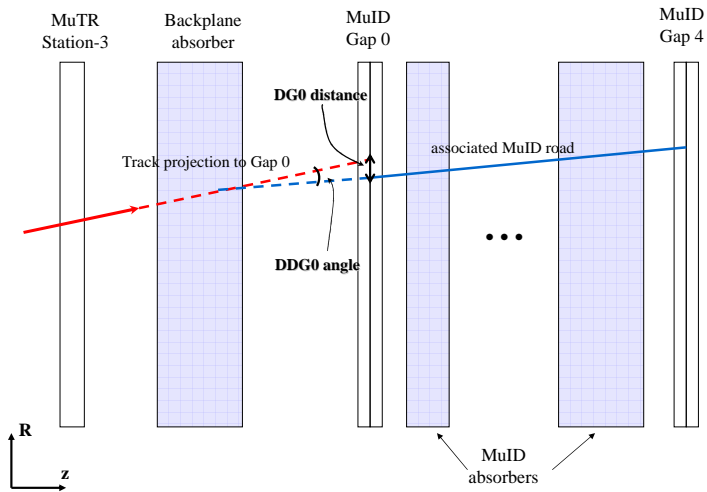 MuTR
Station-3
Backplane
absorber
MuID
Gap 0
MuID
Gap 4
DG0 distance
associated MuID road
Track projection to Gap 0
DDG0 angle
R
z
MuID
absorbers